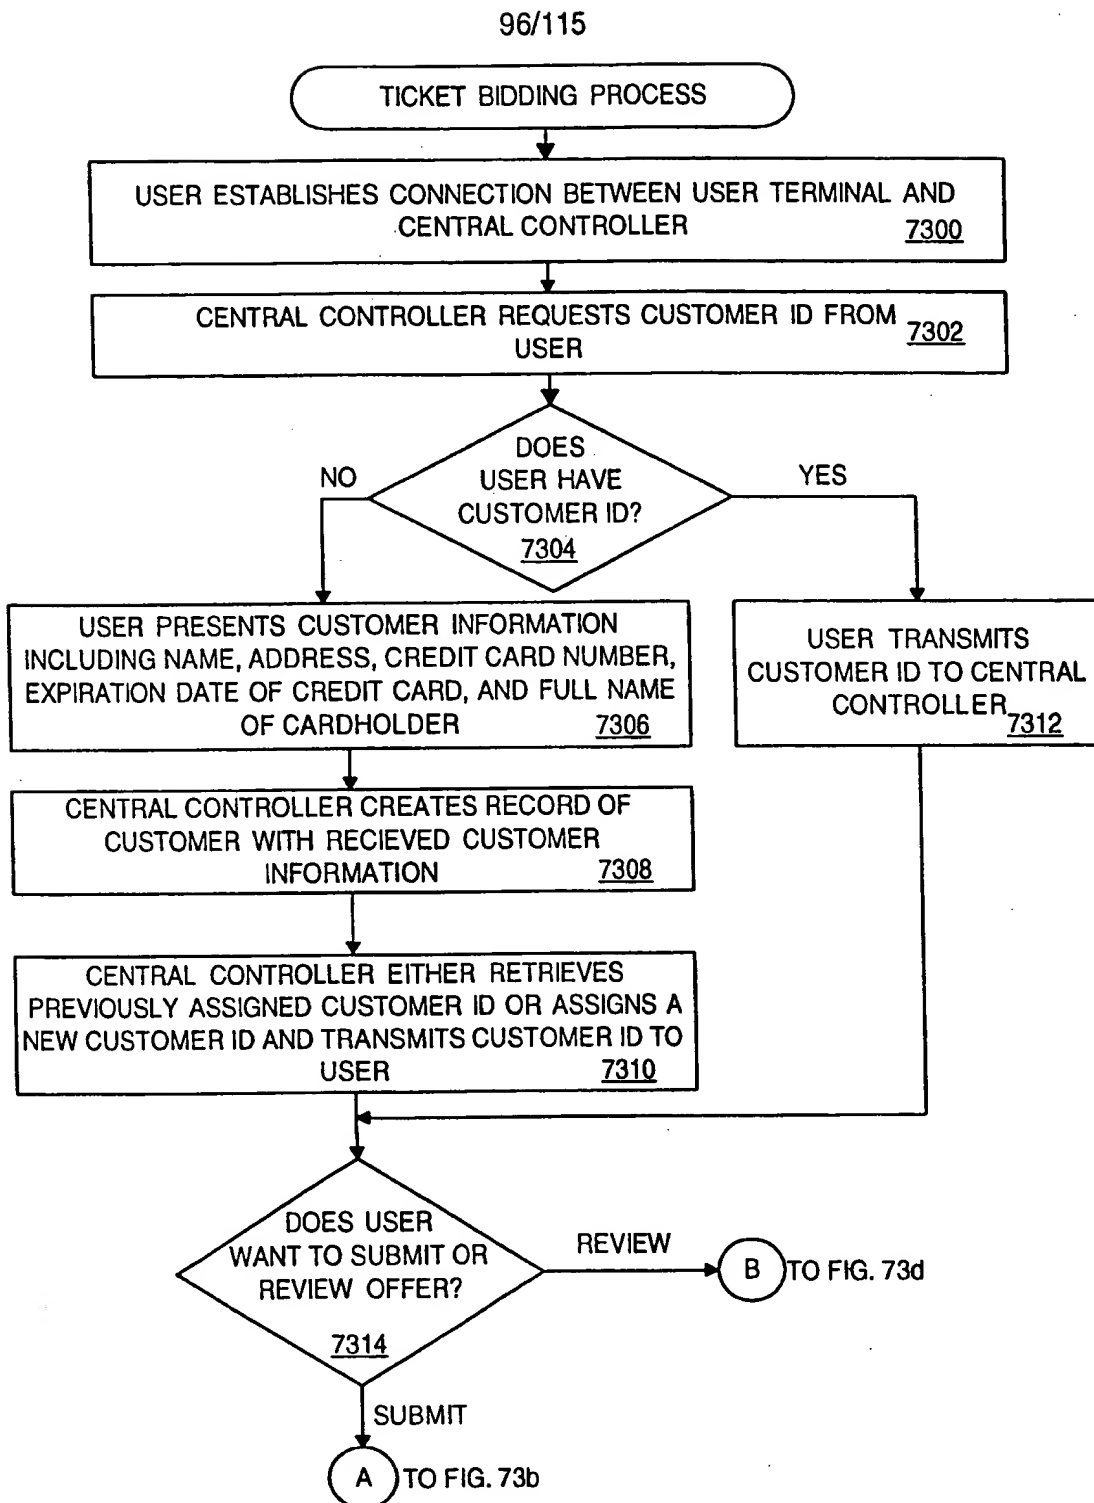 96/115
TICKET BIDDING PROCESS
USER ESTABLISHES CONNECTION BETWEEN USER TERMINAL AND
CENTRAL CONTROLLER 7300
CENTRAL CONTROLLER REQUESTS CUSTOMER ID FROM 7302
USER
DOES
USER HAVE
CUSTOMER ID?
7304
NO
YES
USER PRESENTS CUSTOMER INFORMATION
INCLUDING NAME, ADDRESS, CREDIT CARD NUMBER,
EXPIRATION DATE OF CREDIT CARD, AND FULL NAME
OF CARDHOLDER 7306
USER TRANSMITS
CUSTOMER ID TO CENTRAL
CONTROLLER 7312
CENTRAL CONTROLLER CREATES RECORD OF
CUSTOMER WITH RECIEVED CUSTOMER
INFORMATION 7308
CENTRAL CONTROLLER EITHER RETRIEVES
PREVIOUSLY ASSIGNED CUSTOMER ID OR ASSIGNS A
NEW CUSTOMER ID AND TRANSMITS CUSTOMER ID TO
USER 7310
DOES USER
WANT TO SUBMIT OR
REVIEW OFFER?
7314
REVIEW
B TO FIG. 73d
SUBMIT
A TO FIG. 73b